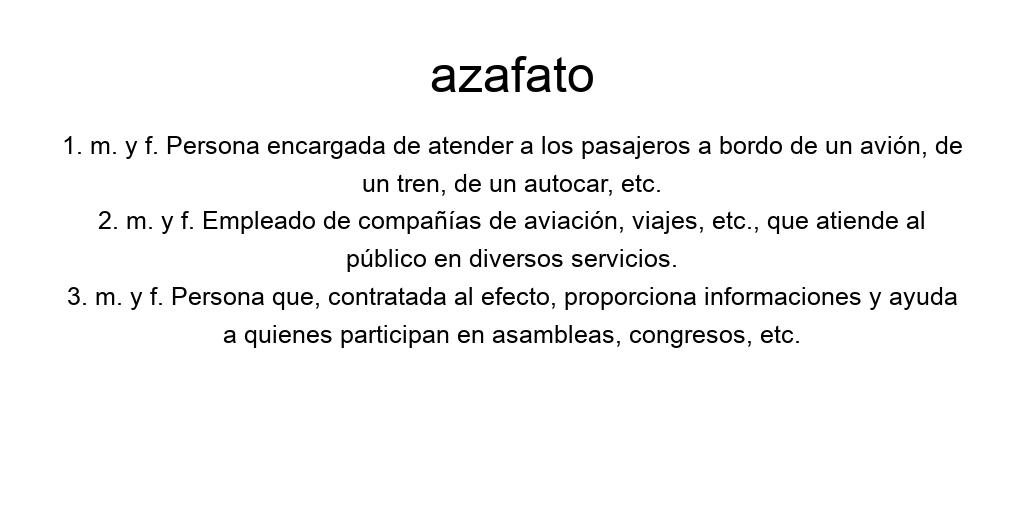 azafato
1. m. y f. Persona encargada de atender a los pasajeros a bordo de un avión, de
un tren, de un autocar, etc.
2. m. y f. Empleado de compañías de aviación, viajes, etc., que atiende al
público en diversos servicios.
3. m. y f. Persona que, contratada al efecto, proporciona informaciones y ayuda
a quienes participan en asambleas, congresos, etc.